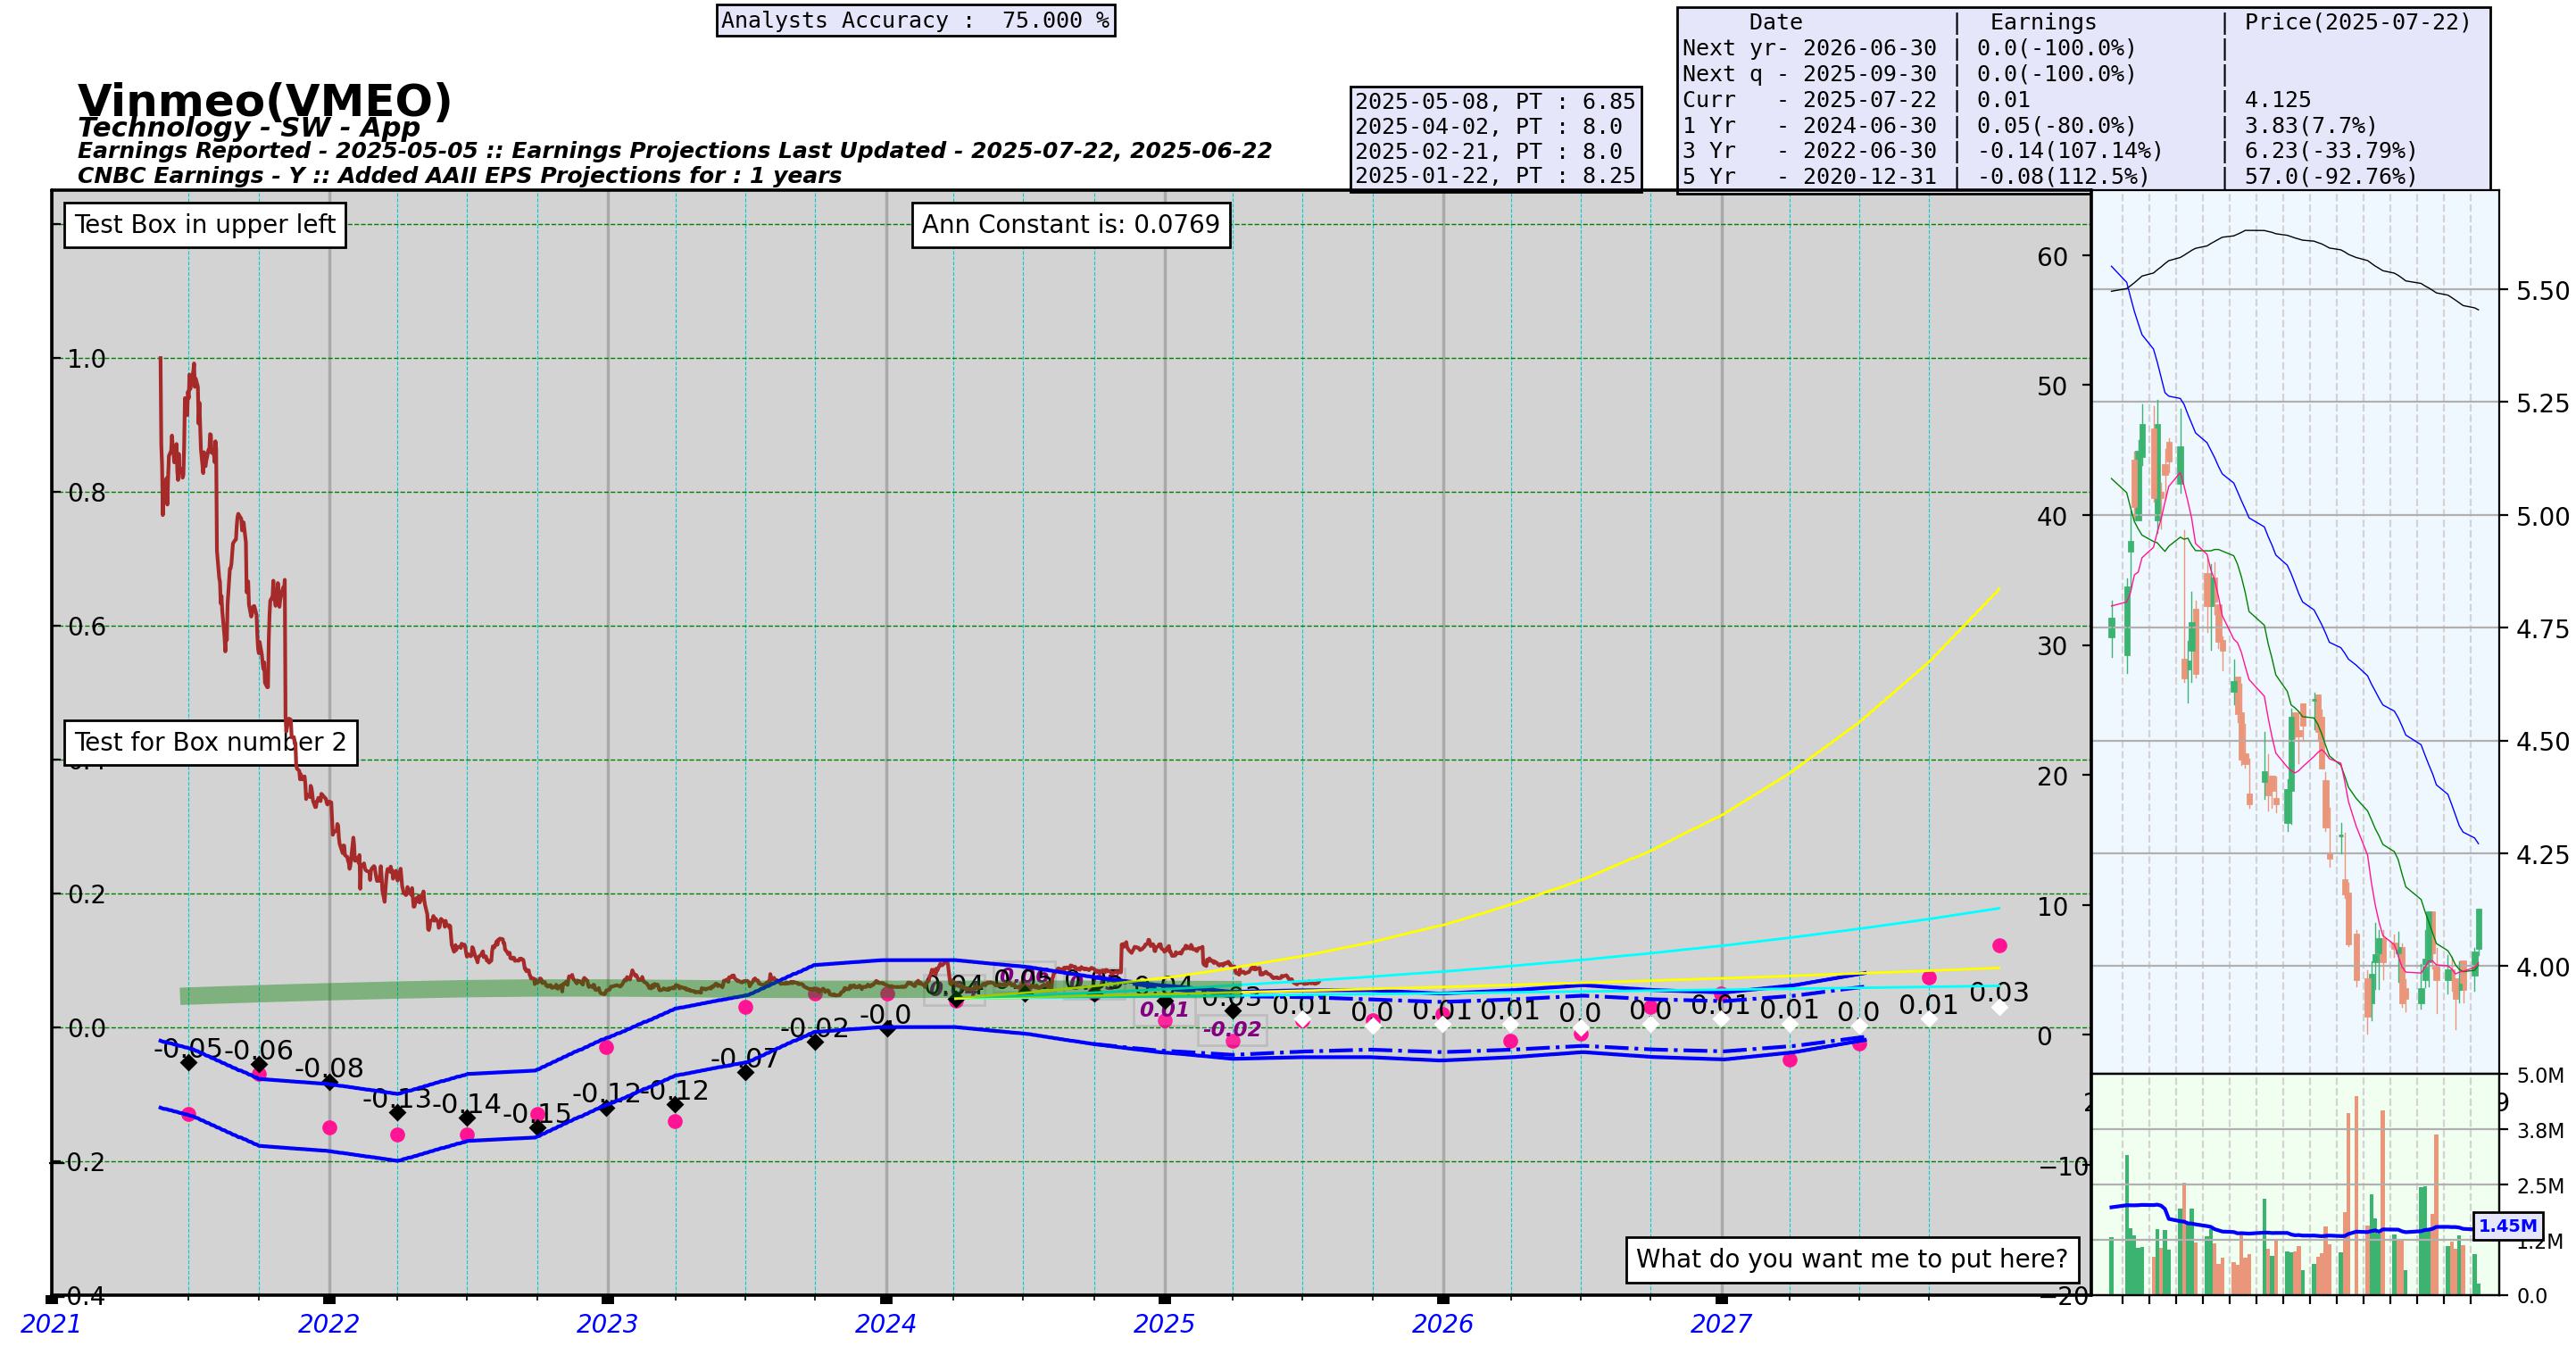 Analysts Accuracy :  75.000 %
Date | Earnings | Price(2025-07-22)
Next yr- 2026-06-30 | 0.0(-100.0%) |
Next q - 2025-09-30 | 0.0(-100.0%) |
Curr - 2025-07-22 | 0.01 | 4.125
1 Yr - 2024-06-30 | 0.05(-80.0%) | 3.83(7.7%)
3 Yr - 2022-06-30 | -0.14(107.14%) | 6.23(-33.79%)
5 Yr - 2020-12-31 | -0.08(112.5%) | 57.0(-92.76%)
Vinmeo(VMEO)
Technology - SW - App
Earnings Reported - 2025-05-05 :: Earnings Projections Last Updated - 2025-07-22, 2025-06-22
CNBC Earnings - Y :: Added AAII EPS Projections for : 1 years
2025-05-08, PT : 6.85
2025-04-02, PT : 8.0
2025-02-21, PT : 8.0
2025-01-22, PT : 8.25
Test Box in upper left
Ann Constant is: 0.0769
Test for Box number 2
What do you want me to put here?
1.0
0.8
0.6
0.2
0.0
-0.2
-0.4
-0.05
-0.06
-0.08
-0.13
-0.14
-0.15
-0.12
-0.12
-0.07
-0.02
-0.0
0.04
0.04
0.01
0.03
-0.02
0.01
0.0
0.01
0.01
0.0
0.0
0.01
0.01
0.0
0.01
0.03
60
50
40
30
20
10
0
−10
−20
5.50
5.25
5.00
4.75
4.50
4.25
4.00
5.0M
3.8M
2.5M
1.45M
1.2M
0.0
2021
2022
2023
2024
2025
2026
2027